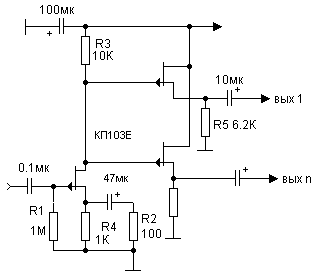 100мк
+
R3
10K
10мк
+
вых 1
КП103Е
R5 6.2K
0.1мк
47мк
+
+
вых n
R1
1M
R4
1K
R2
100